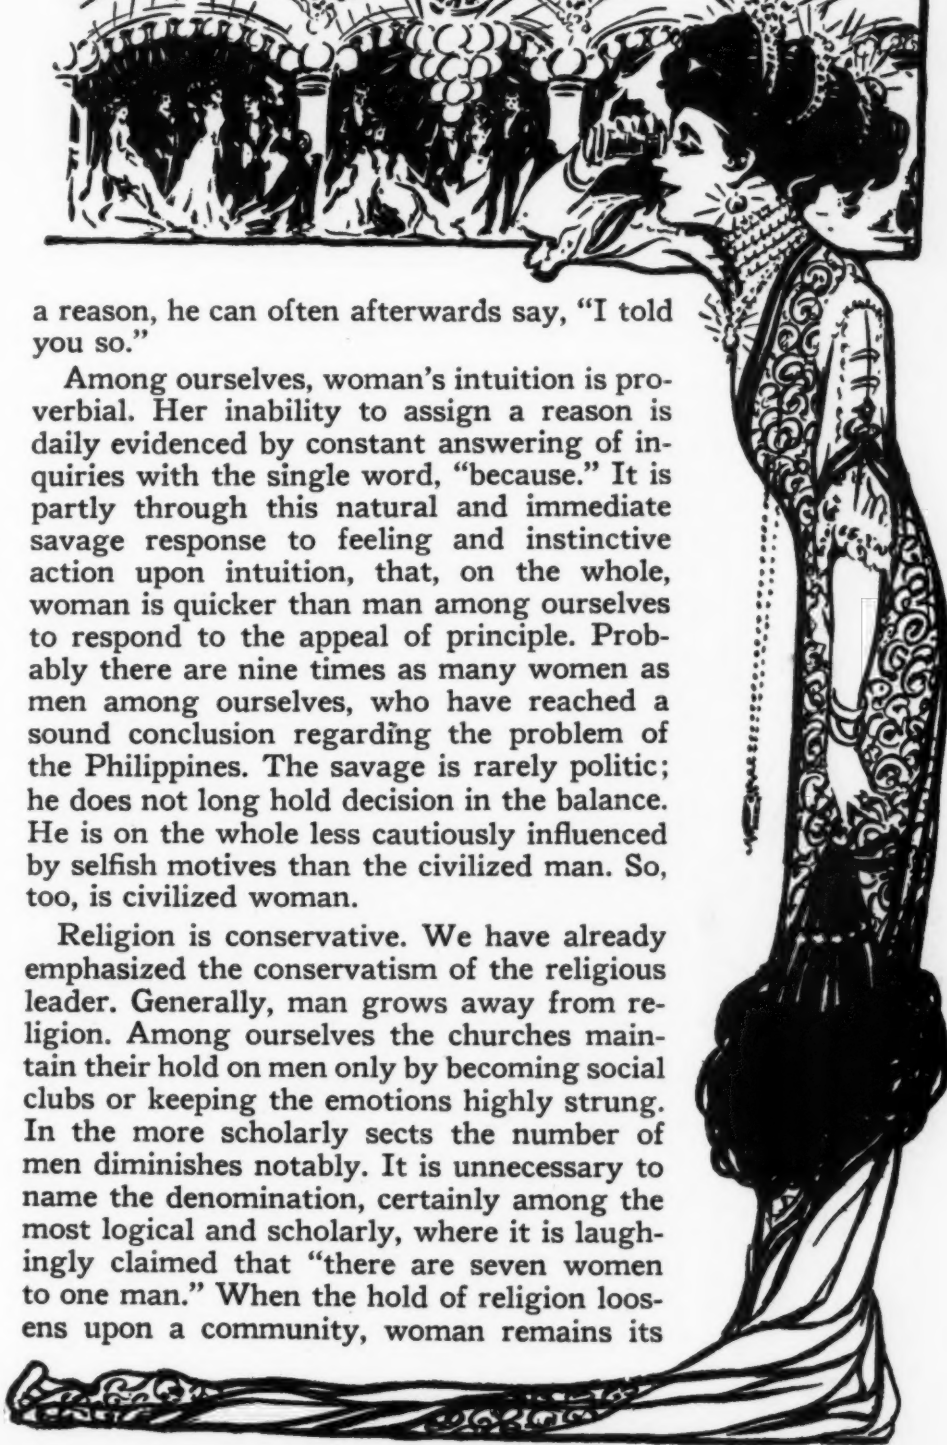 a reason, he can often afterwards say, “I told
you so.”
Among ourselves, woman’s intuition is pro-
verbial. Her inability to assign a reason is
daily evidenced by constant answering of in-
quiries with the single word, “because.” It is
partly through this natural and immediate
savage response to feeling and instinctive
action upon intuition, that, on the whole,
woman is quicker than man among ourselves
to respond to the appeal of principle. Prob-
ably there are nine times as many women as
men among ourselves, who have reached a
sound conclusion regarding the problem of
the Philippines. The savage is rarely politic;
he does not long hold decision in the balance.
He is on the whole less cautiously influenced
by selfish motives than the civilized man. So,
too, is civilized woman.
Religion is conservative. We have already
emphasized the conservatism of the religious
leader. Generally, man grows away from re-
ligion. Among ourselves the churches main-
tain their hold on men only by becoming social
clubs or keeping the emotions highly strung.
In the more scholarly sects the number of
men diminishes notably. It is unnecessary to
name the denomination, certainly among the
most logical and scholarly, where it is laugh-
ingly claimed that “there are seven women
to one man.” When the hold of religion loos-
ens upon a community, woman remains its